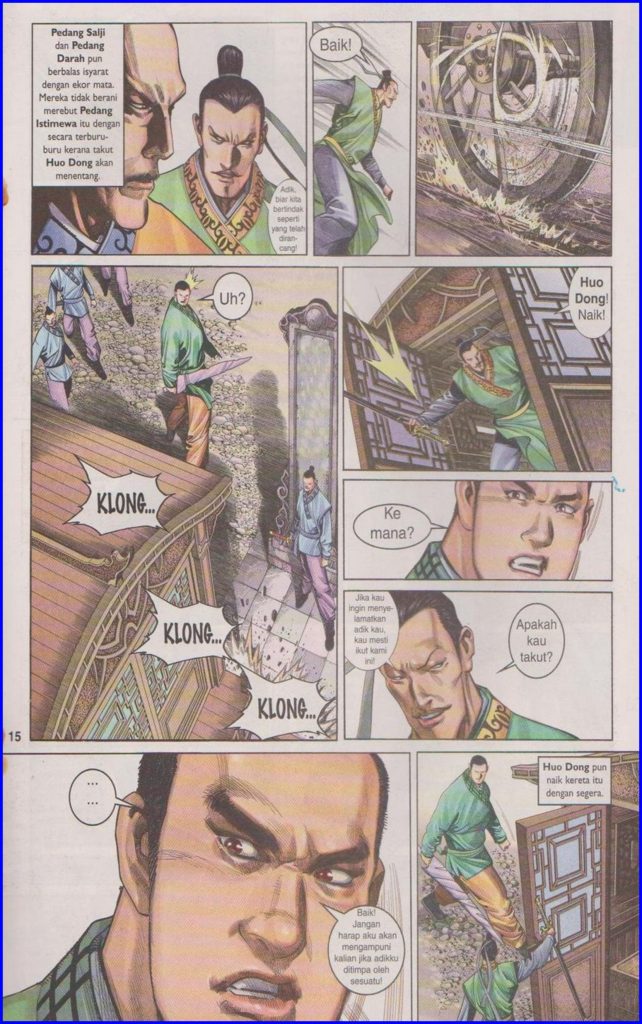 Pedang Salji
dan Pedang
Darah pun
berbalas isyarat
dengan ekor mata.
Mereka tidak berani
merebut Pedang
Istimewa itu dengan
secara terburu-
buru kerana takut
Huo Dong akan
menentang.
Adik,
biar kita
bertindak
seperti
yang telah
diran-
cang!
Baik!
Uh?
Huo
Dong!
Naik!
KLONG...
KLONG...
KLONG...
Ke
mana?
Jika kau
ingin menye-
lamatkan
adik kau,
kau mesti
ikut kami
ini!
Apakah
kau
takut?
15
...
...
Baik!
Jangan
harap aku akan
mengampuni
kalian jika adikku
ditimpa oleh
sesuatu!
Huo Dong pun
naik kereta itu
dengan segera.